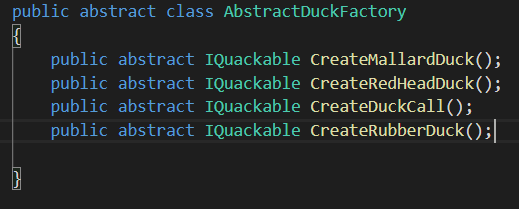 public abstract class AbstractDuckFactory
{
public abstract IQuackable CreateMallardDuck();
public abstract IQuackable CreateRedHeadDuck();
public abstract IQuackable CreateDuckCall();
public abstract IQuackable CreateRubberDuck();
}